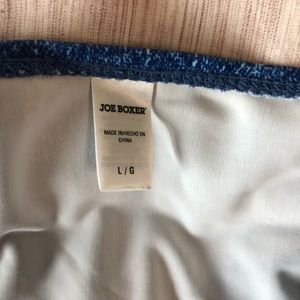 JOE BOXER
MADE IN/HECHO EN
CHINA
L / G